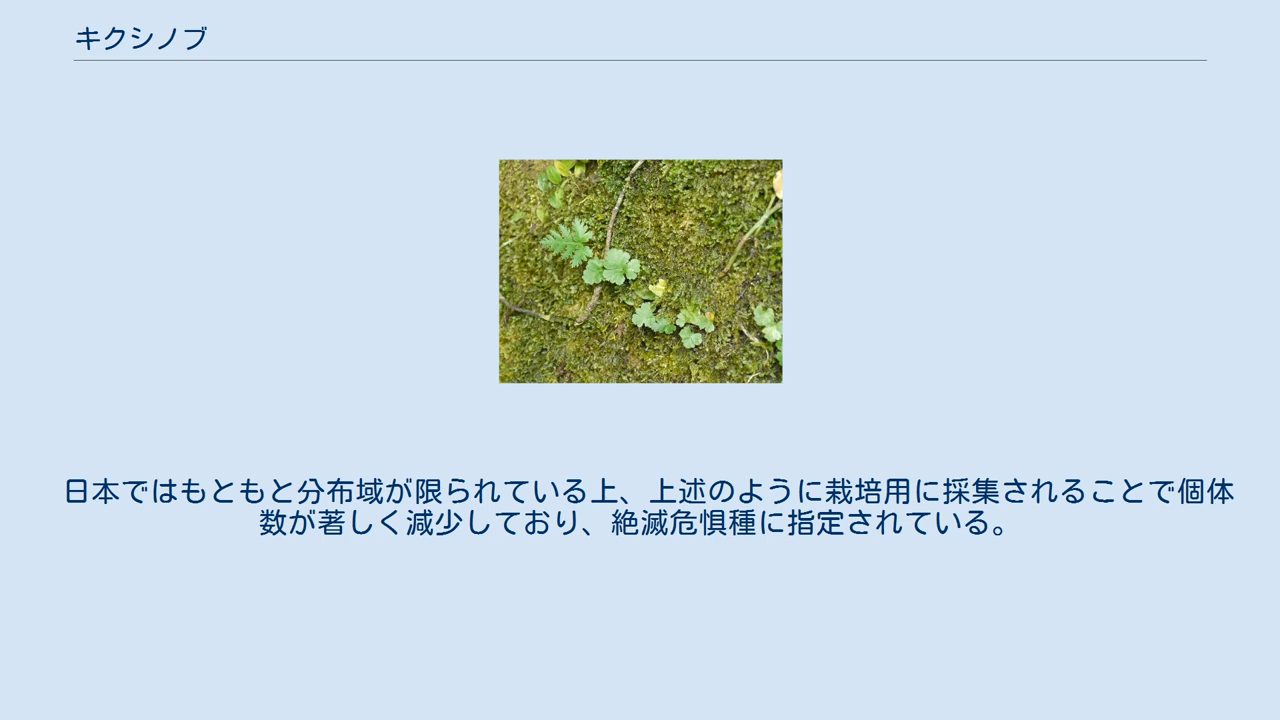 キクシノブ
日本ではもともと分布域が限られている上、上述のように栽培用に採集されることで個体
数が著しく減少しており、絶滅危惧種に指定されている。